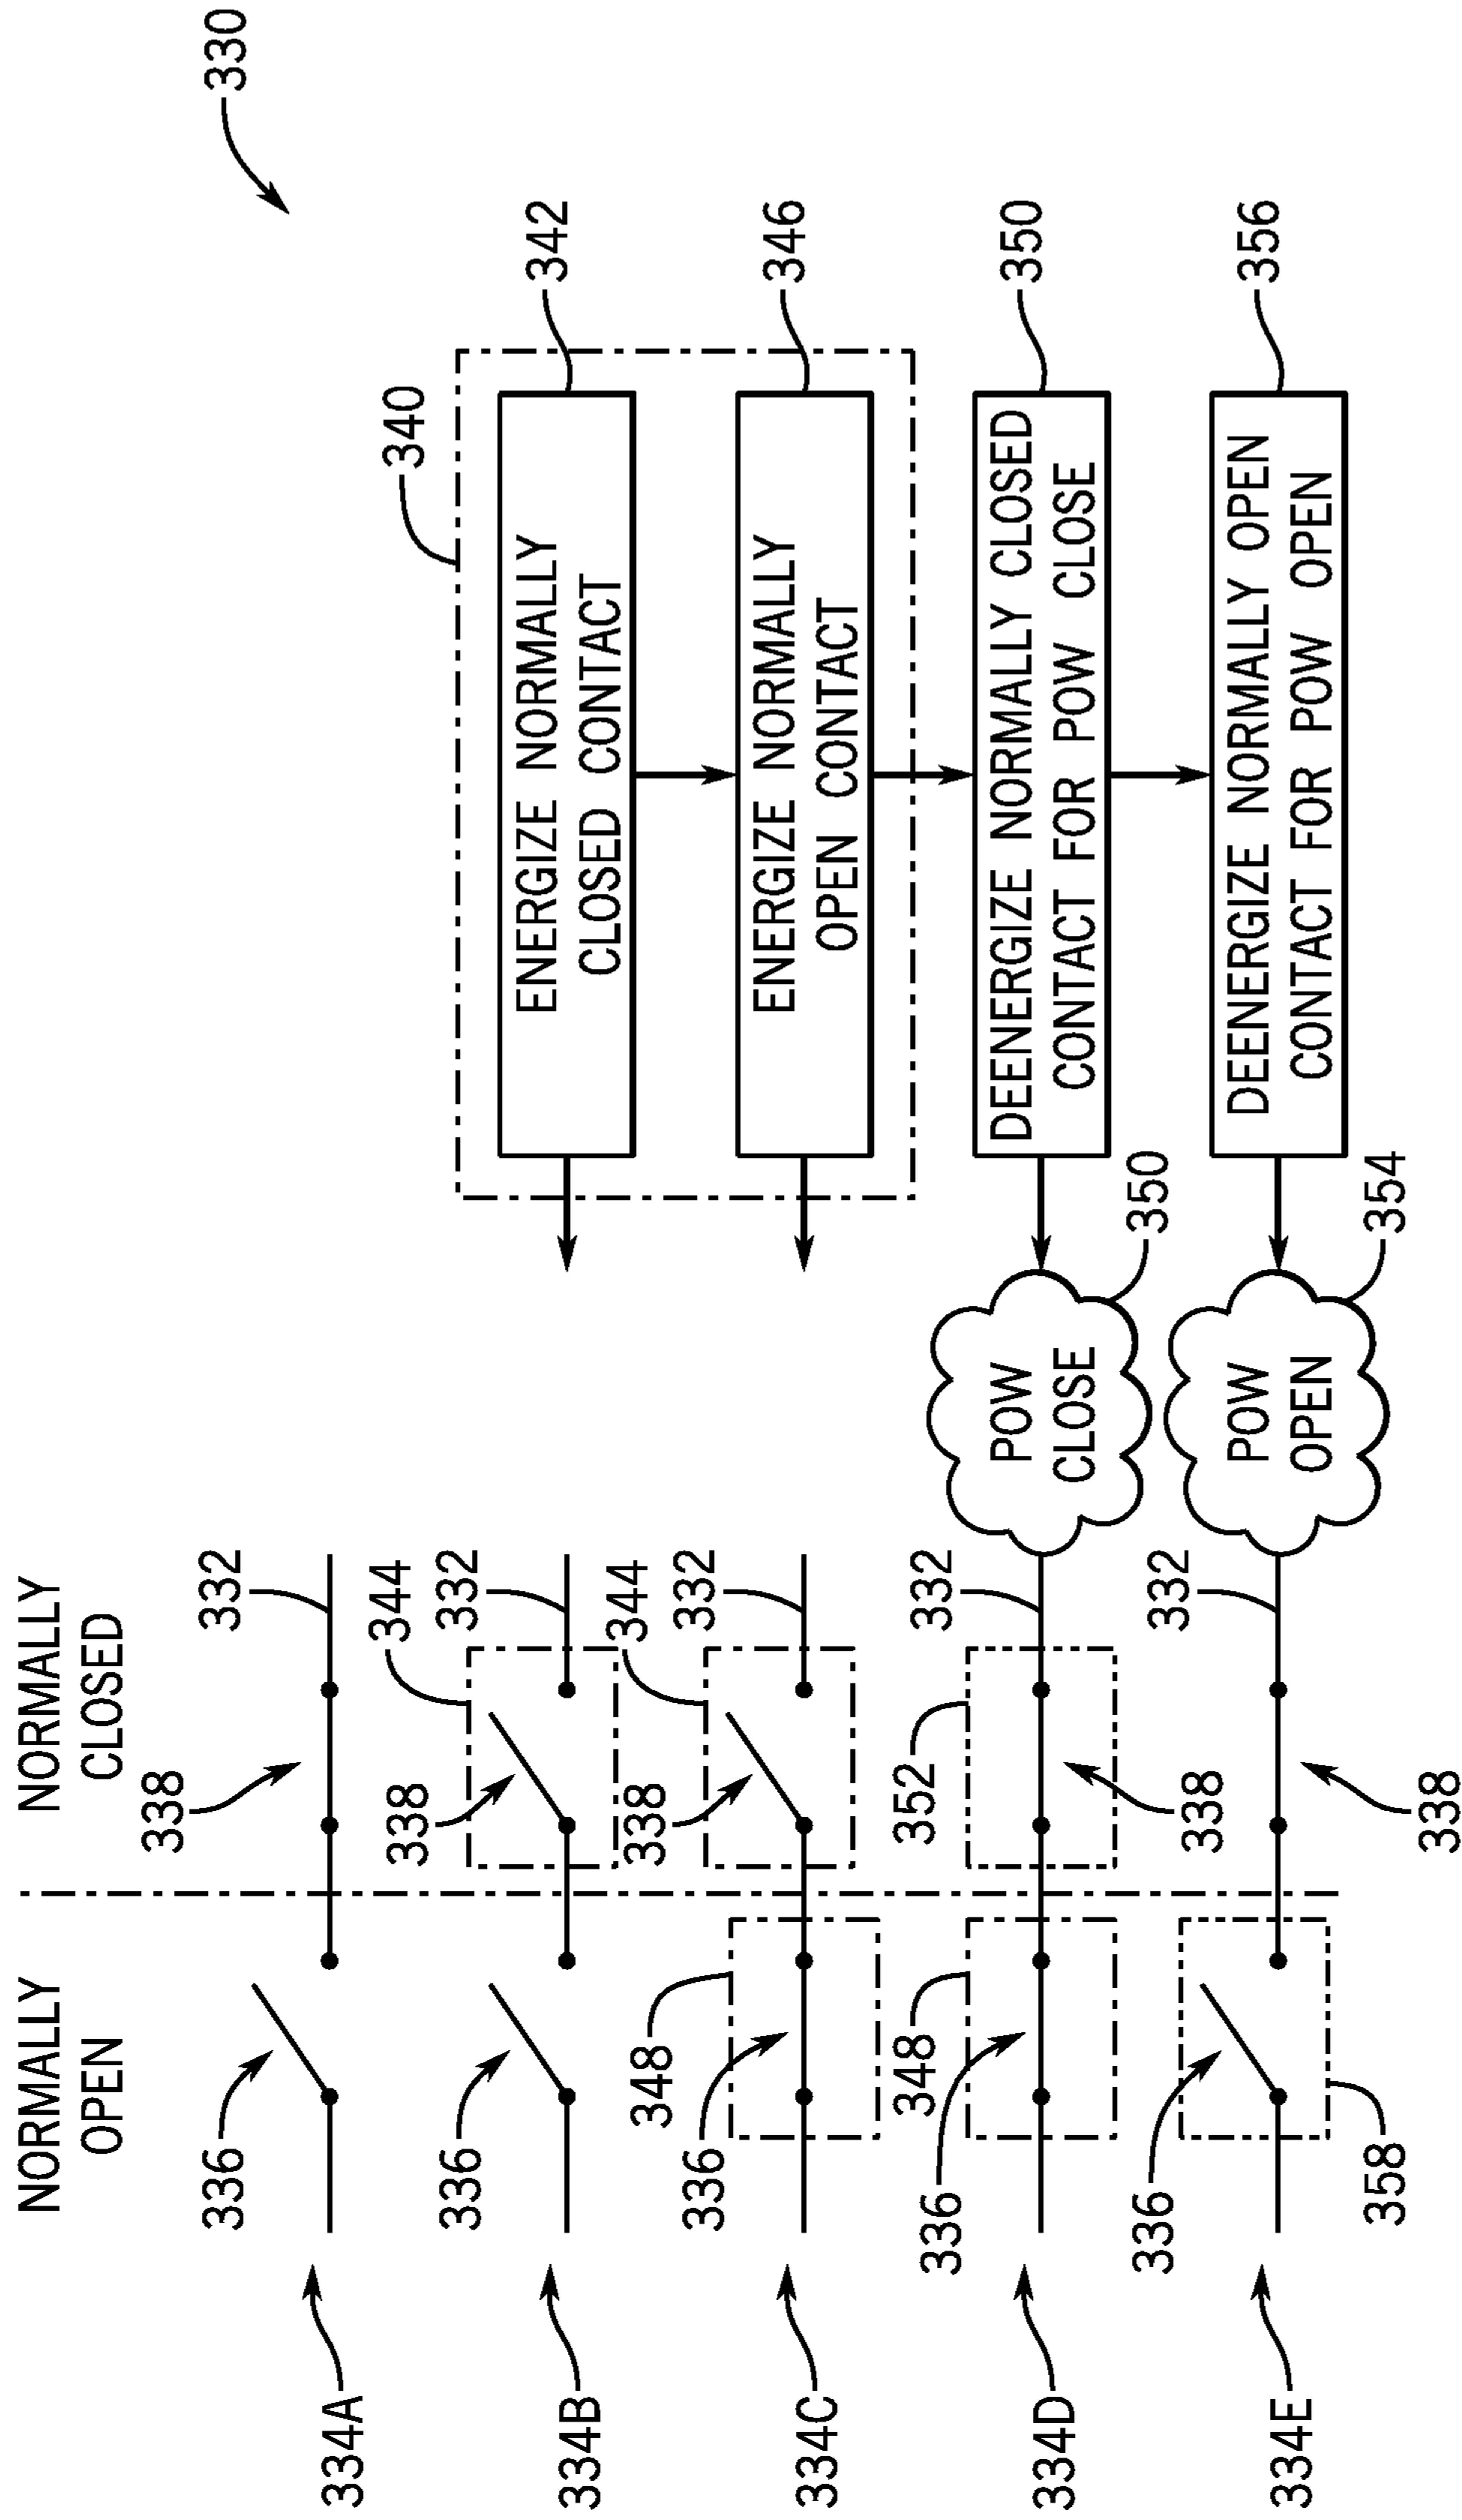 330
NORMALLY
OPEN
NORMALLY
CLOSED
334A
336
338
332
340
334B
336
338
344
332
ENERGIZE NORMALLY
CLOSED CONTACT
342
334C
336
348
338
344
332
ENERGIZE NORMALLY
OPEN CONTACT
346
334D
336
348
352
338
332
POW
CLOSE
350
DEENERGIZE NORMALLY CLOSED
CONTACT FOR POW CLOSE
350
334E
336
358
338
332
POW
OPEN
354
DEENERGIZE NORMALLY OPEN
CONTACT FOR POW OPEN
356